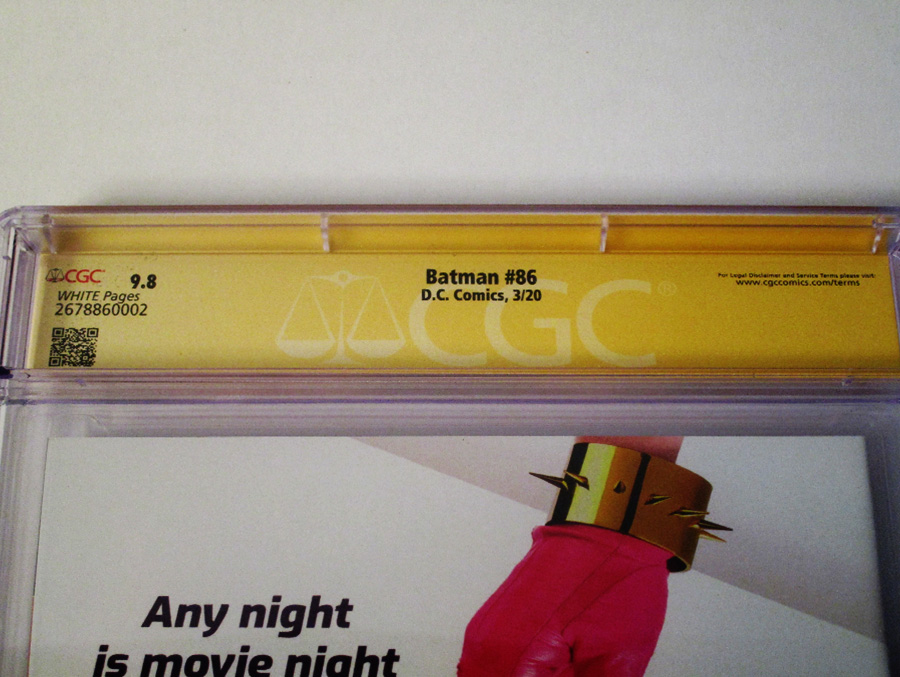 CGC 9.8
WHITE Pages
2678860002
Batman #86
D.C. Comics, 3/20
For Legal Disclaimer and Service Terms please visit:
www.cgccomics.com/terms
CGC®
Any night
is movie night